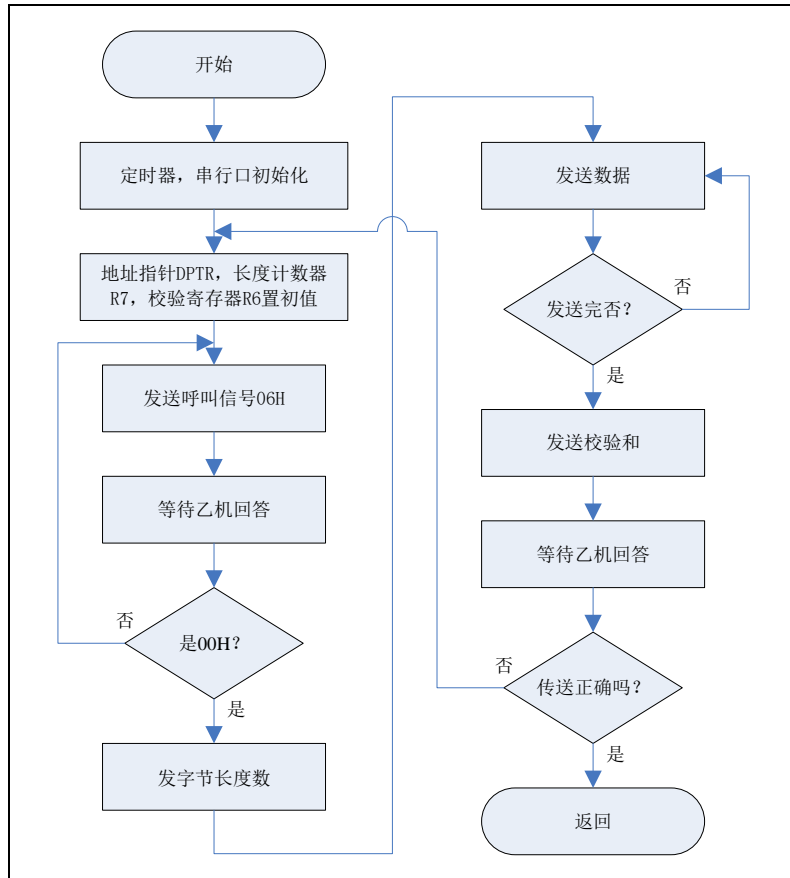 开始
定时器，串行口初始化
地址指针DPTR，长度计数器
R7，校验寄存器R6置初值
发送呼叫信号06H
等待乙机回答
否
是00H？
是
发字节长度数
发送数据
否
发送完否？
是
发送校验和
等待乙机回答
否
传送正确吗？
是
返回